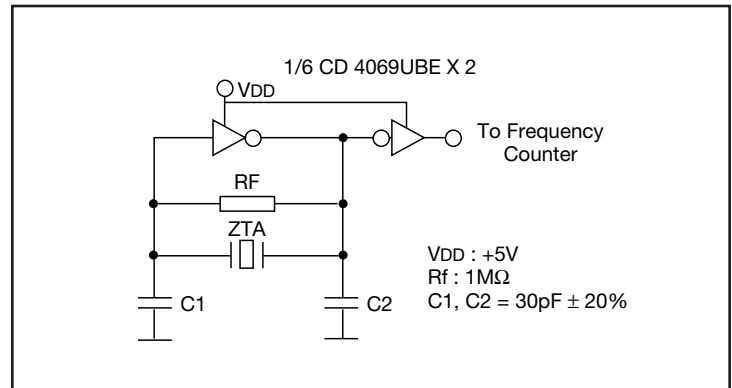 1/6 CD 4069UBE X 2
VDD
To Frequency
Counter
RF
ZTA
C1
C2
VDD : +5V
Rf : 1MΩ
C1, C2 = 30pF ± 20%